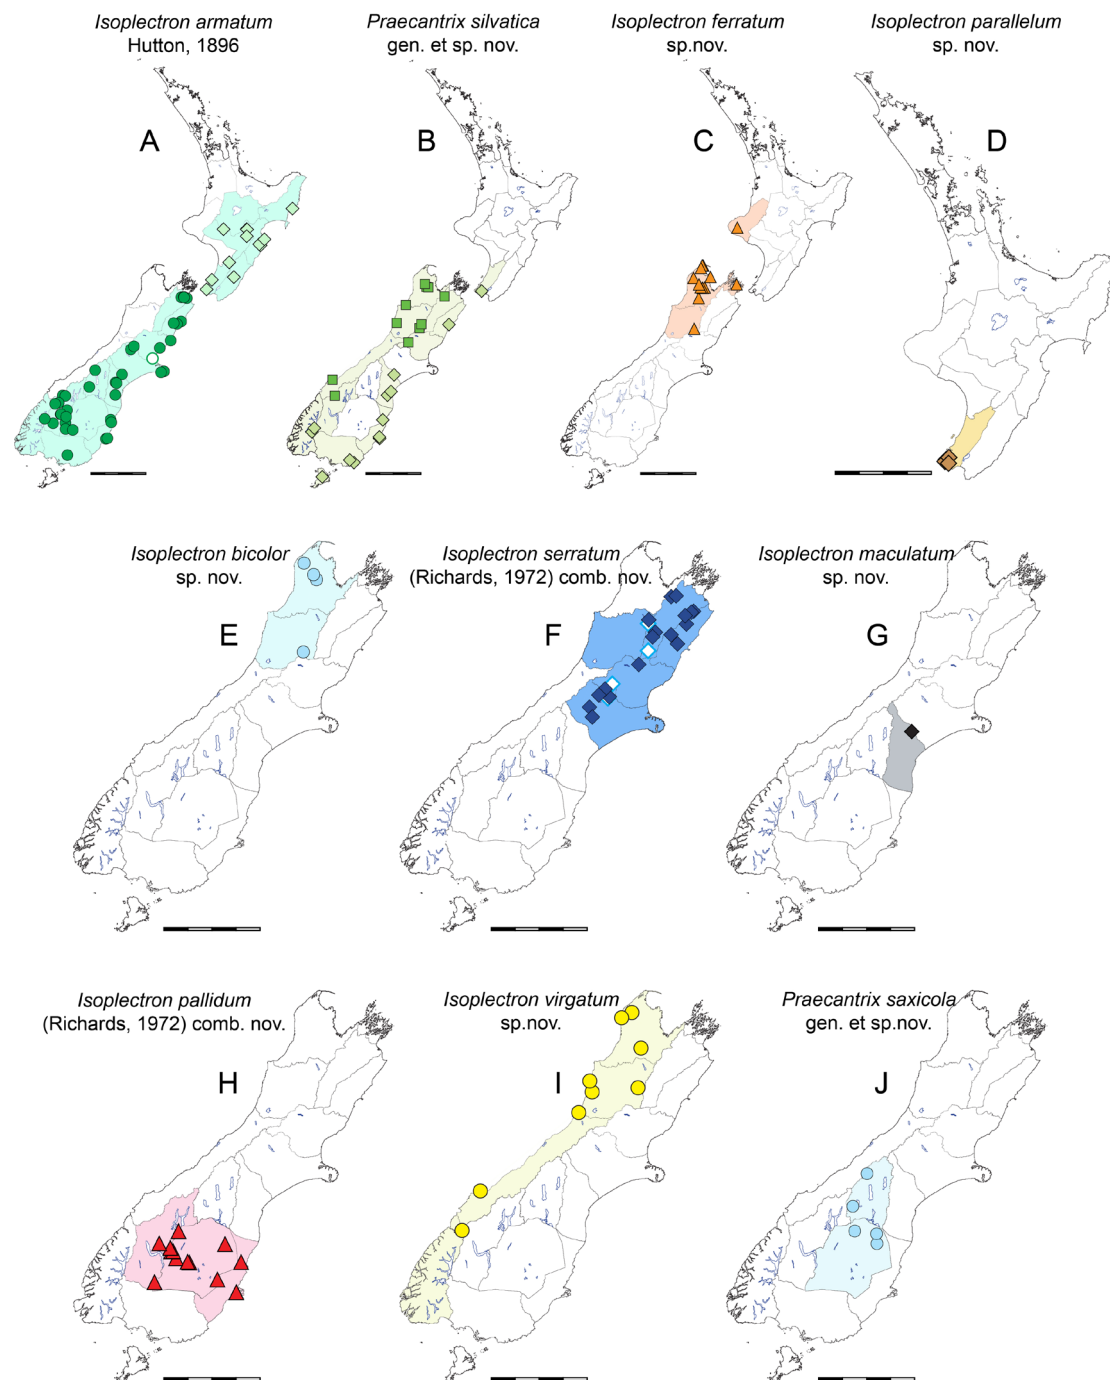 Isoplectron armatum
Hutton, 1896
Praecantrix silvatica
gen. et sp. nov.
Isoplectron ferratum
sp.nov.
Isoplectron parallelum
sp. nov.
A
B
C
D
Isoplectron bicolor
sp. nov.
Isoplectron serratum
(Richards, 1972) comb. nov.
Isoplectron maculatum
sp. nov.
E
F
G
Isoplectron pallidum
(Richards, 1972) comb. nov.
Isoplectron virgatum
sp.nov.
Praecantrix saxicola
gen. et sp.nov.
H
I
J